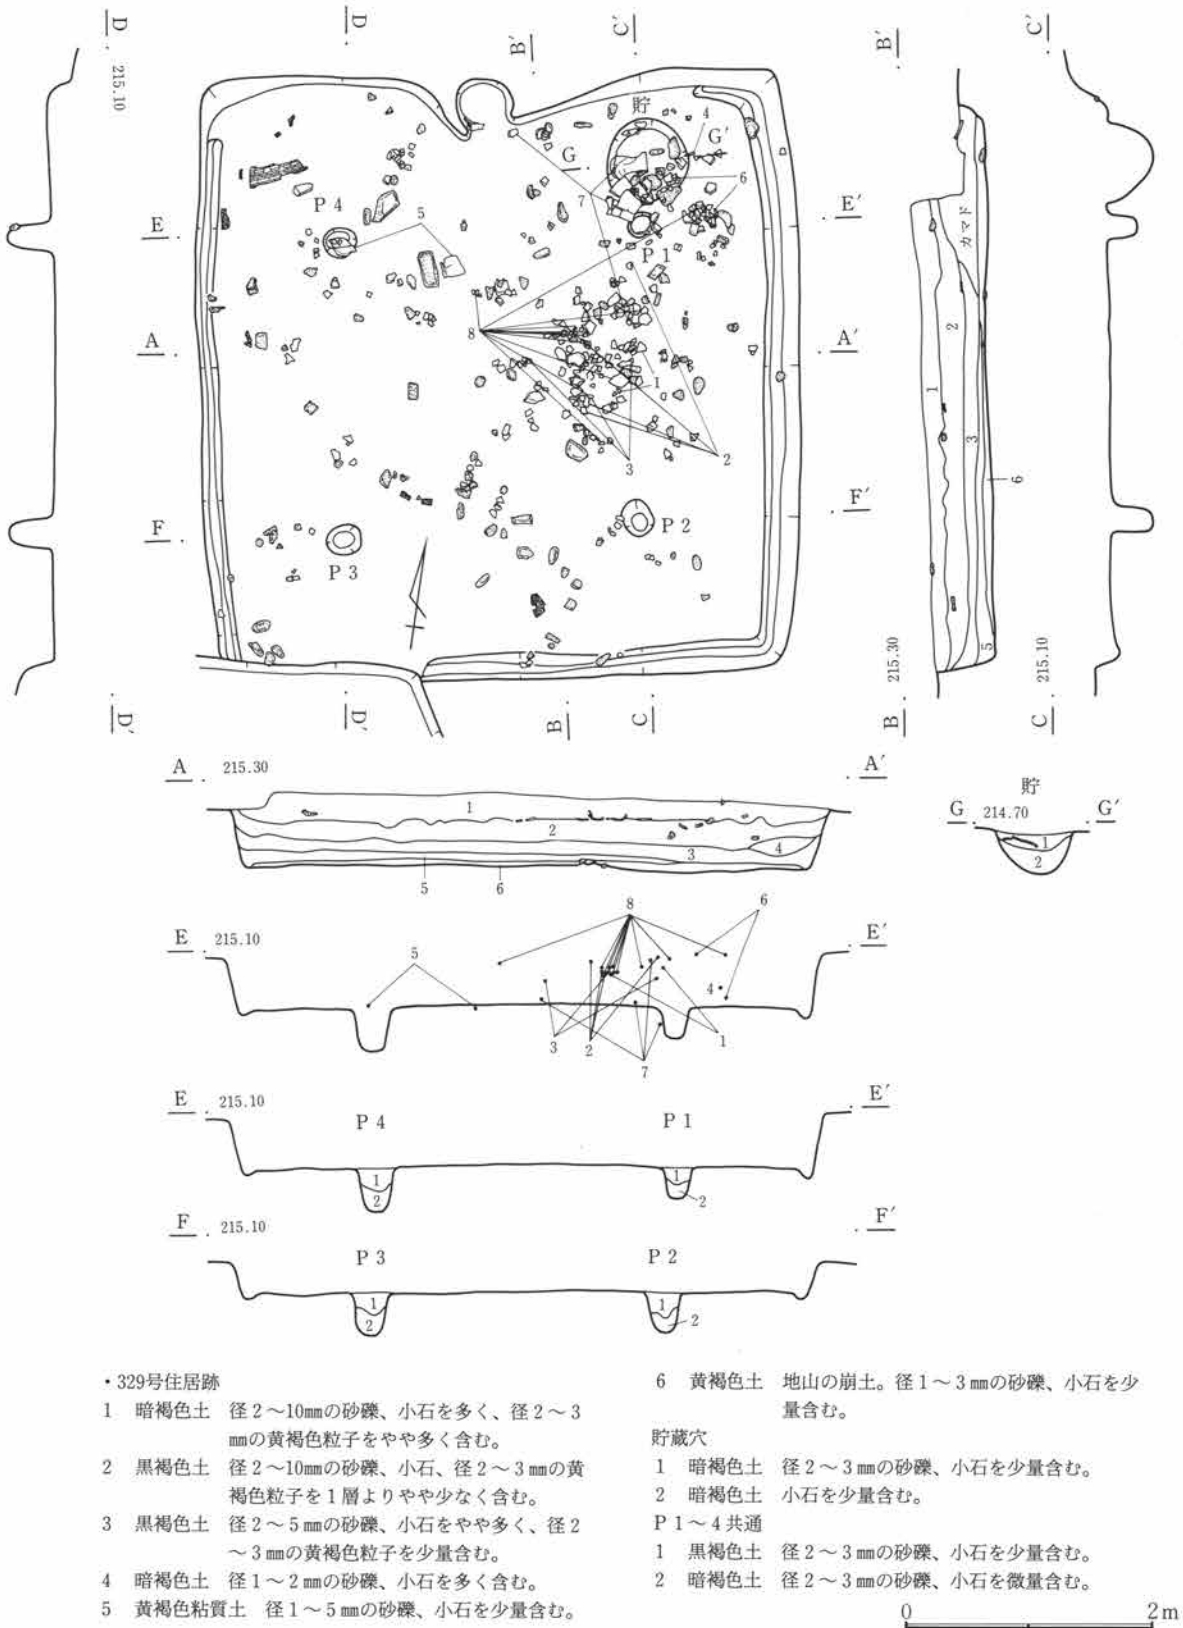 D
D
B′
C′
B′
C′
215.10
貯
4
G′
G
6
7
P 4
5
E
E′
P 1
カマド
8
2
A
A′
1
1
3
2
3
6
F
F′
P 2
P 3
5
215.30
215.10
D′
D′
B
C
B
C
A 215.30
A′
貯
G 214.70
G′
1
2
3
4
5
6
1
2
E 215.10
E′
8
6
5
4
3
2
1
7
E 215.10
E′
P 4
P 1
1
2
1
2
F 215.10
F′
P 3
P 2
1
2
1
2
・329号住居跡
1 暗褐色土 径2～10㎜の砂礫、小石を多く、径2～3
㎜の黄褐色粒子をやや多く含む。
2 黒褐色土 径2～10㎜の砂礫、小石、径2～3㎜の黄
褐色粒子を1層よりやや少なく含む。
3 黒褐色土 径2～5㎜の砂礫、小石をやや多く、径2
～3㎜の黄褐色粒子を少量含む。
4 暗褐色土 径1～2㎜の砂礫、小石を多く含む。
5 黄褐色粘質土 径1～5㎜の砂礫、小石を少量含む。
6 黄褐色土 地山の崩土。径1～3㎜の砂礫、小石を少
量含む。
貯蔵穴
1 暗褐色土 径2～3㎜の砂礫、小石を少量含む。
2 暗褐色土 小石を少量含む。
P 1～4共通
1 黒褐色土 径2～3㎜の砂礫、小石を少量含む。
2 暗褐色土 径2～3㎜の砂礫、小石を微量含む。
0 2m